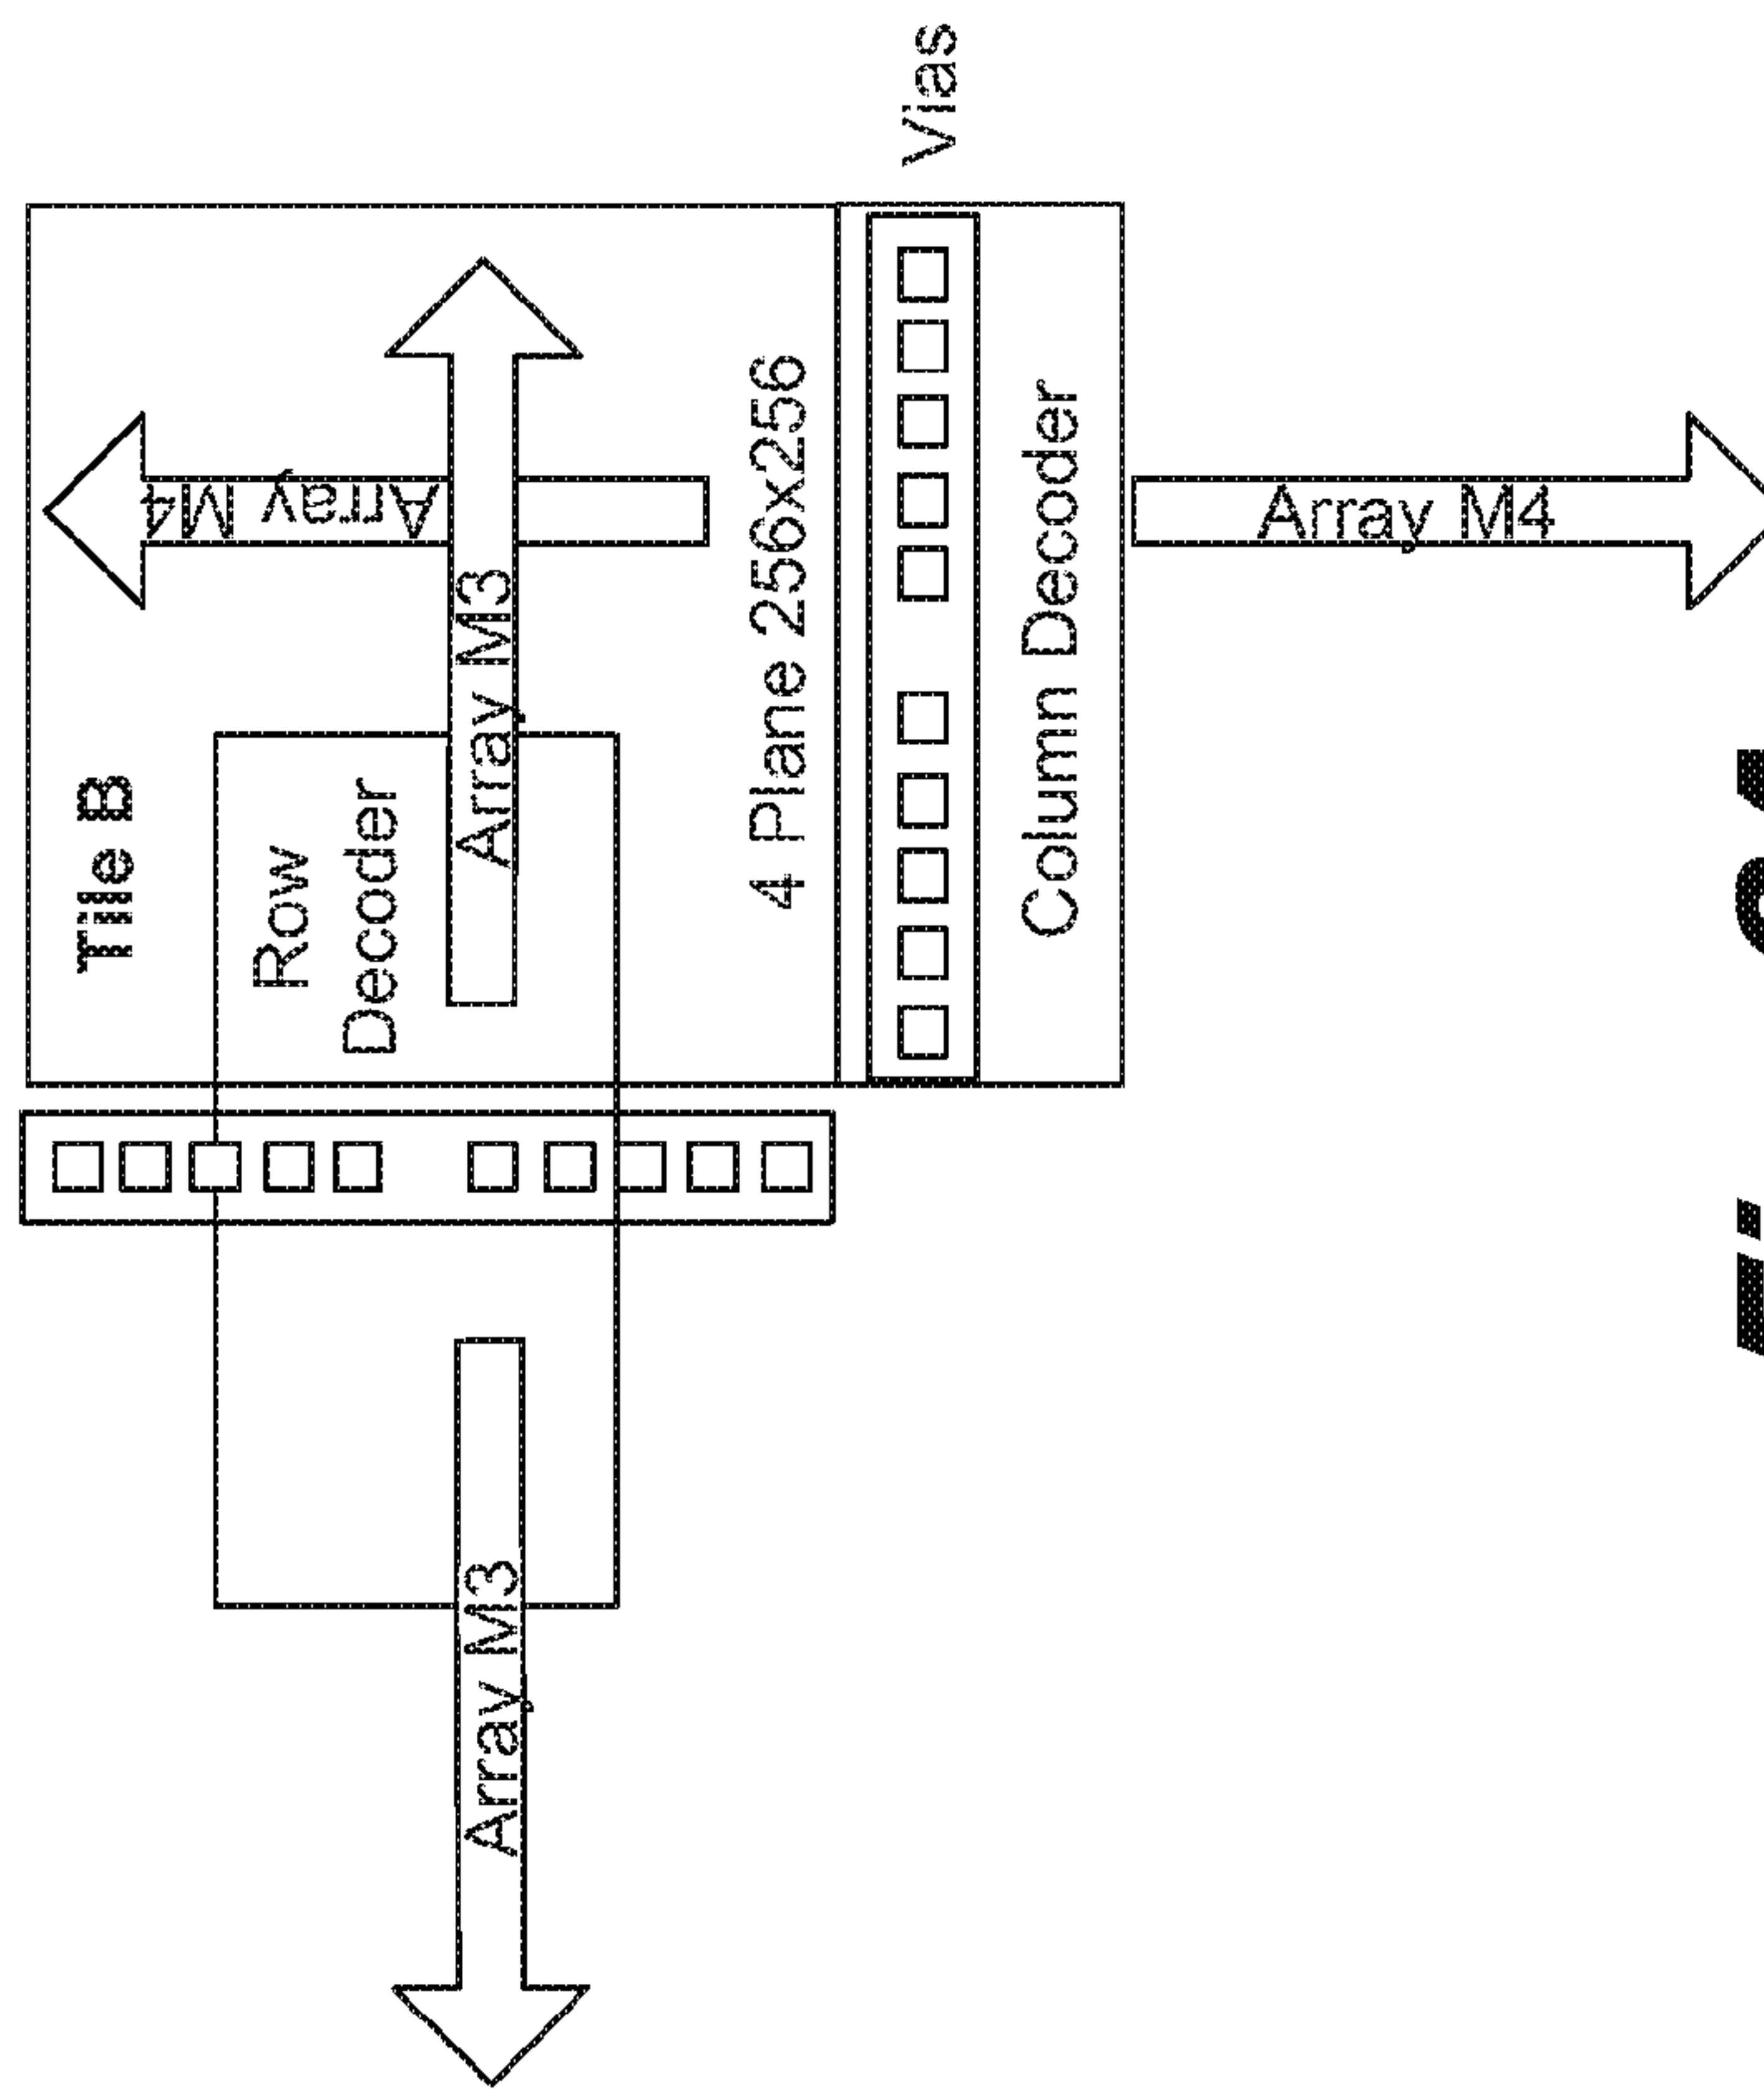 Tile B
Row
Decoder
Array M4
Array M3
Array M3
4 Plane 256x256
Vias
Column Decoder
Array M4